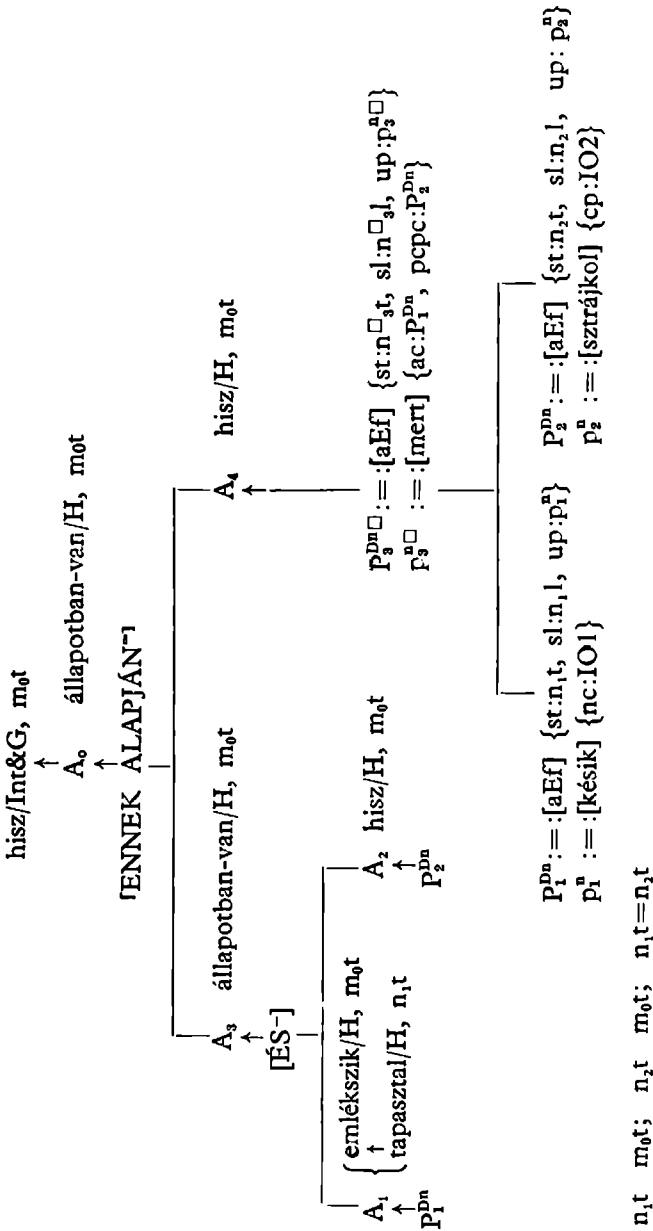 hisz/Int&G, m₀t
↑
A₀ állapotban-van/H, m₀t
↑
⌈ENNEK ALAPJÁN⁻⌉
A₃ állapotban-van/H, m₀t
↑
[ÉS⁻]
A₄ hisz/H, m₀t
↑
A₁ { emlékszik/H, m₀t
↑
tapasztal/H, n₁t
↑
P₁ᴰⁿ
A₂ hisz/H, m₀t
↑
P₂ᴰⁿ
P₃ᴰⁿ□ :=:[aEf] {st:n□₃t, sl:n□₃l, up:p₃ⁿ□}
p₃ⁿ□ :=:[mert] {ac:P₁ᴰⁿ, pcpc:P₂ᴰⁿ}
P₁ᴰⁿ:=:[aEf] {st:n₁t, sl:n₁l, up:p₁ⁿ}
p₁ⁿ :=:[késik] {nc:IO1}
P₂ᴰⁿ:=:[aEf] {st:n₂t, sl:n₂l, up: p₂ⁿ}
p₂ⁿ :=:[sztrájkol] {cp:IO2}
n₁t m₀t; n₂t m₀t; n₁t=n₂t